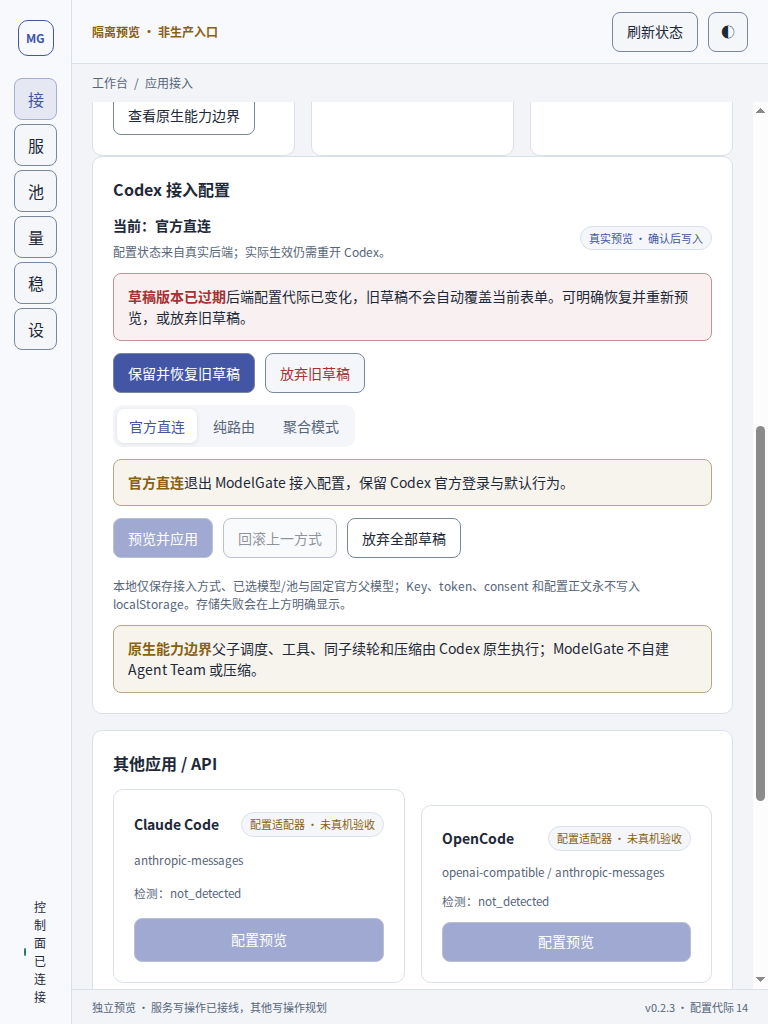 MG
隔离预览 · 非生产入口
刷新状态
接
服
池
量
稳
设
控
制
面
已
连
接
工作台 / 应用接入
查看原生能力边界
Codex 接入配置
当前：官方直连
配置状态来自真实后端；实际生效仍需重开 Codex。
真实预览 · 确认后写入
草稿版本已过期后端配置代际已变化，旧草稿不会自动覆盖当前表单。可明确恢复并重新预
览，或放弃旧草稿。
保留并恢复旧草稿
放弃旧草稿
官方直连
纯路由
聚合模式
官方直连退出 ModelGate 接入配置，保留 Codex 官方登录与默认行为。
预览并应用
回滚上一方式
放弃全部草稿
本地仅保存接入方式、已选模型/池与固定官方父模型；Key、token、consent 和配置正文永不写入
localStorage。存储失败会在上方明确显示。
原生能力边界父子调度、工具、同子续轮和压缩由 Codex 原生执行；ModelGate 不自建
Agent Team 或压缩。
其他应用 / API
Claude Code
配置适配器 · 未真机验收
anthropic-messages
检测：not_detected
配置预览
OpenCode
配置适配器 · 未真机验收
openai-compatible / anthropic-messages
检测：not_detected
配置预览
独立预览 · 服务写操作已接线，其他写操作按规划
v0.2.3 · 配置代际 14